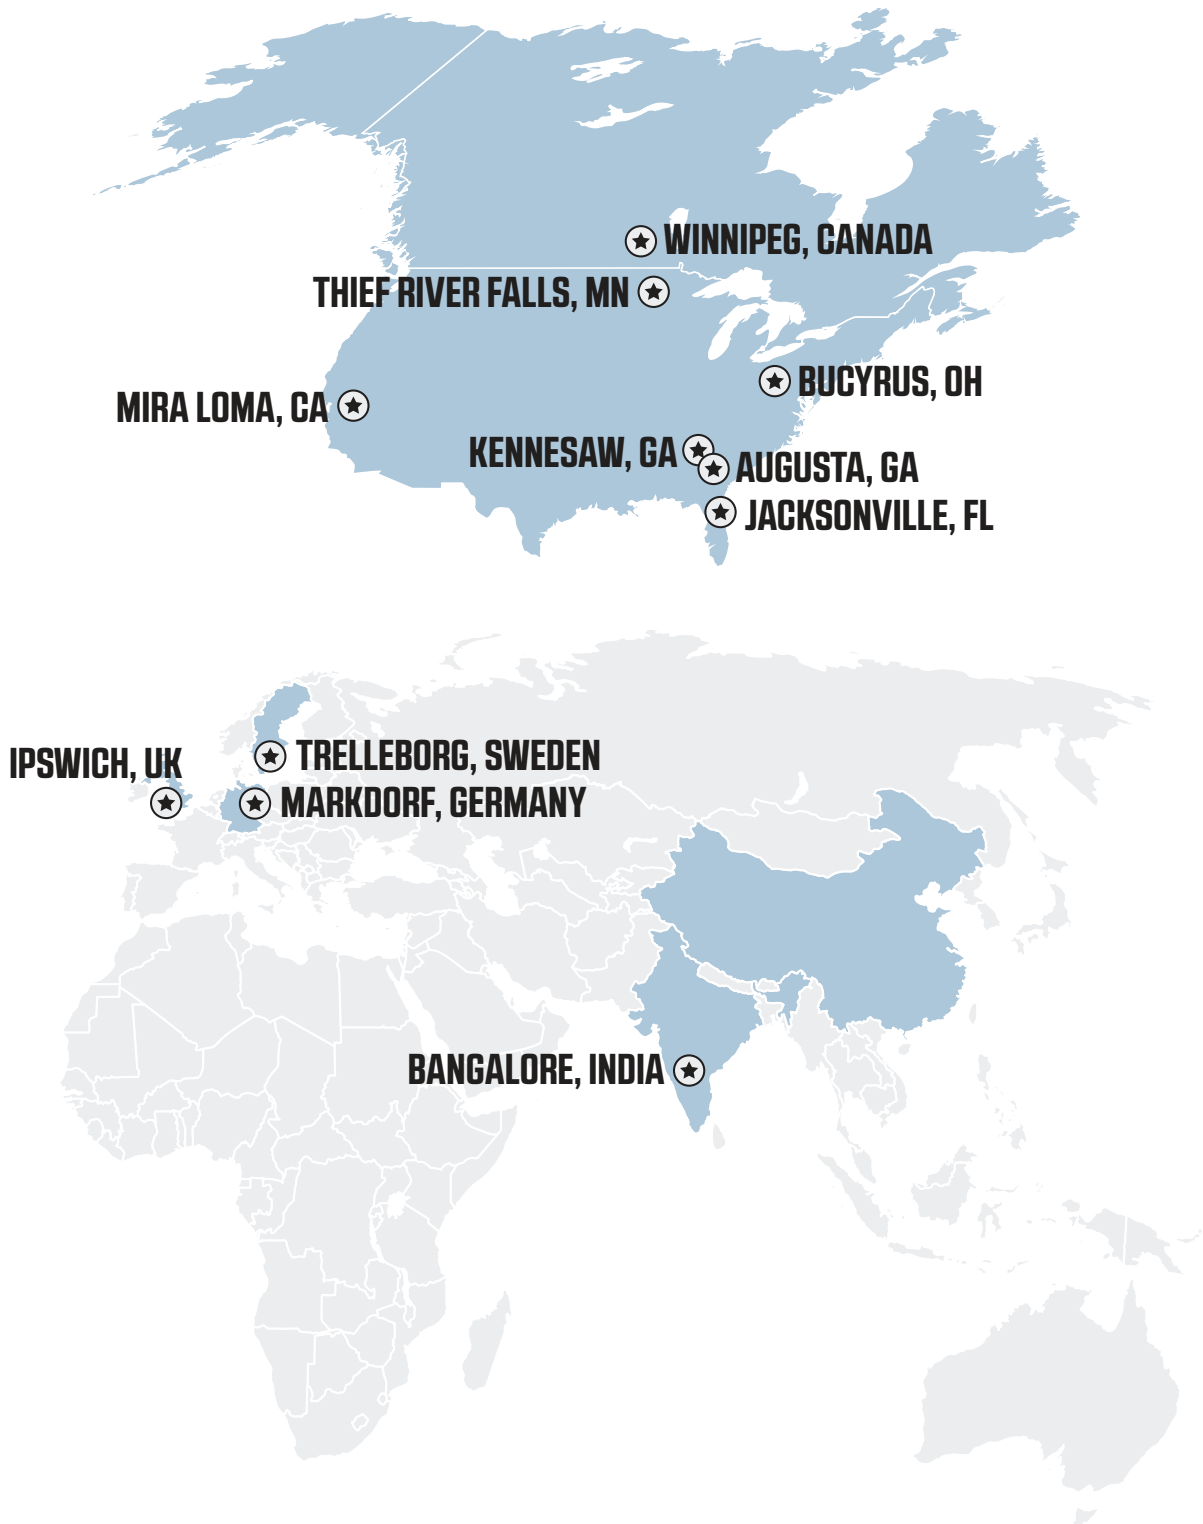 WINNIPEG, CANADA
THIEF RIVER FALLS, MN
BUCYRUS, OH
MIRA LOMA, CA
KENNESAW, GA
AUGUSTA, GA
JACKSONVILLE, FL
TRELLEBORG, SWEDEN
IPSWICH, UK
MARKDORF, GERMANY
BANGALORE, INDIA